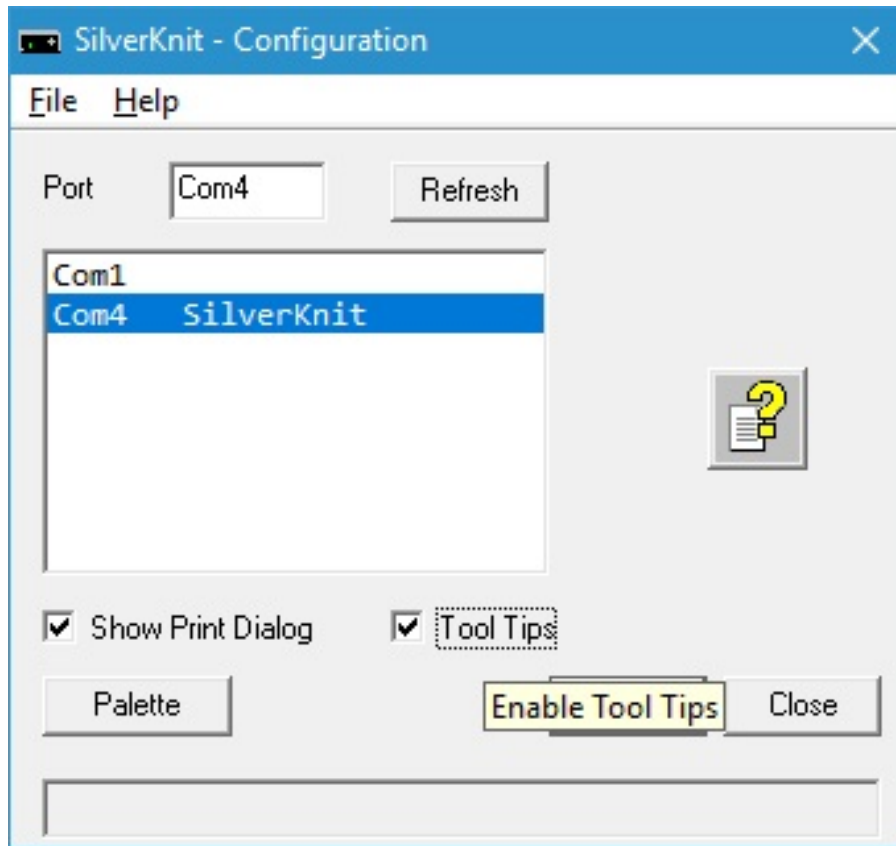 SilverKnit - Configuration
File Help
Port Com4 Refresh
Com1
Com4 SilverKnit
Show Print Dialog Tool Tips
Palette Enable Tool Tips Close